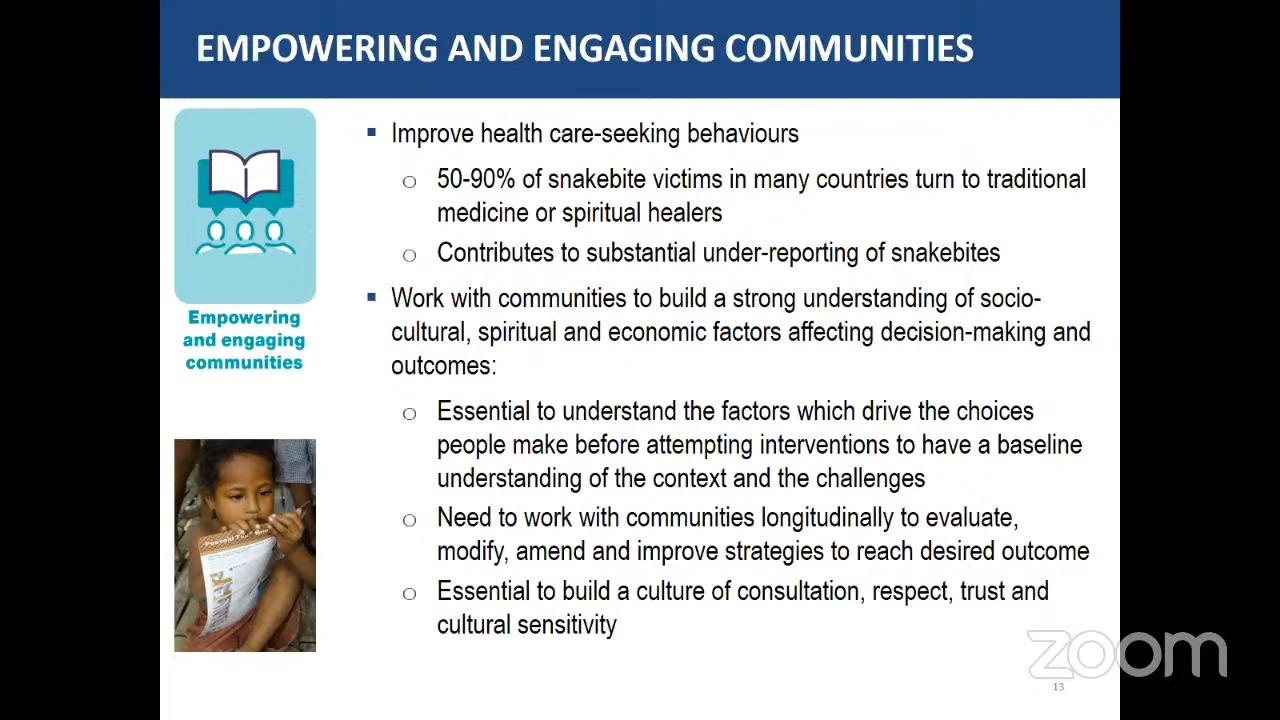 EMPOWERING AND ENGAGING COMMUNITIES
Empowering
and engaging
communities
▪ Improve health care-seeking behaviours
o 50-90% of snakebite victims in many countries turn to traditional
medicine or spiritual healers
o Contributes to substantial under-reporting of snakebites
▪ Work with communities to build a strong understanding of socio-
cultural, spiritual and economic factors affecting decision-making and
outcomes:
o Essential to understand the factors which drive the choices
people make before attempting interventions to have a baseline
understanding of the context and the challenges
o Need to work with communities longitudinally to evaluate,
modify, amend and improve strategies to reach desired outcome
o Essential to build a culture of consultation, respect, trust and
cultural sensitivity
zoom
13